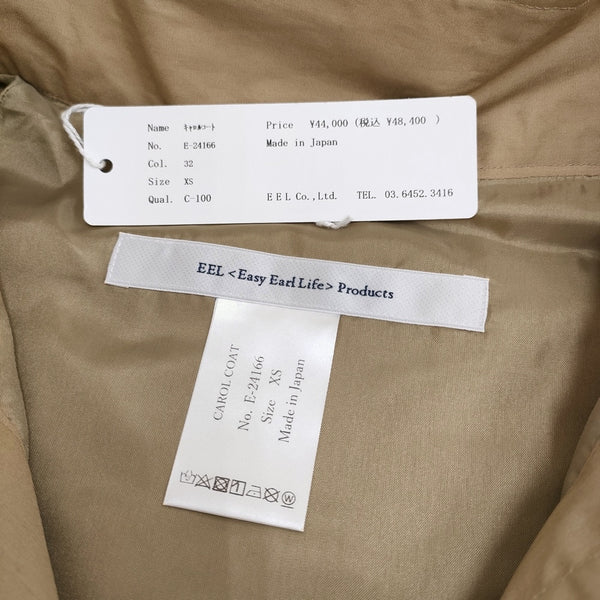 Name ｷｬﾛﾙｺｰﾄ
No. E-24166
Col. 32
Size XS
Qual. C-100
Price ¥44,000 (税込 ¥48,400 )
Made in Japan
E E L Co., Ltd. TEL. 03.6452.3416
EEL <Easy Earl Life> Products
CAROL COAT
No. E-24166
Size XS
Made in Japan
W